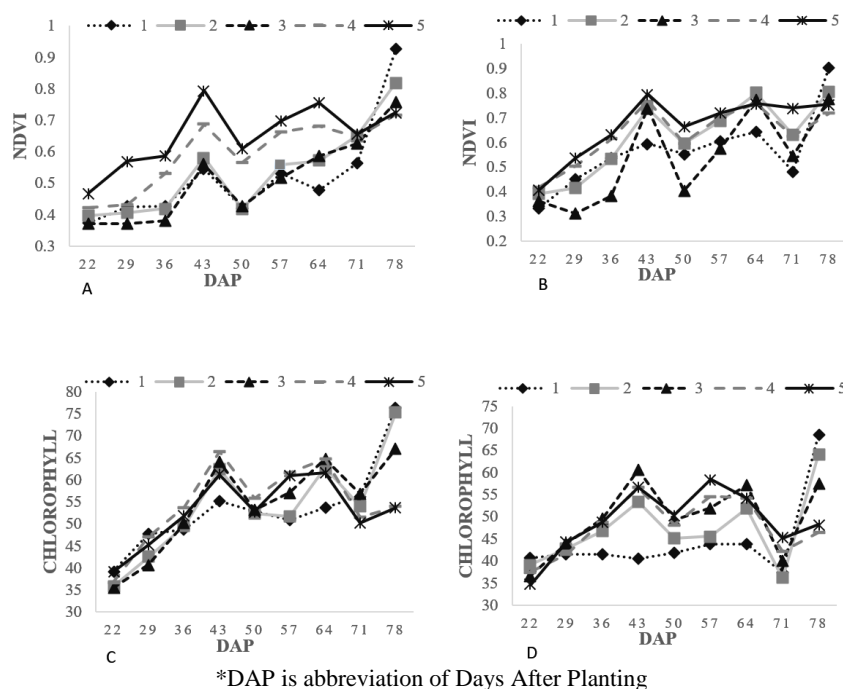 1 2 3 4 5
1
0.9
0.8
0.7
0.6
0.5
0.4
0.3
NDVI
22 29 36 43 50 57 64 71 78
DAP
A
1 2 3 4 5
1
0.9
0.8
0.7
0.6
0.5
0.4
0.3
0.2
NDVI
22 29 36 43 50 57 64 71 78
DAP
B
1 2 3 4 5
80
75
70
65
60
55
50
45
40
35
30
CHLOROPHYLL
22 29 36 43 50 57 64 71 78
DAP
C
1 2 3 4 5
75
70
65
60
55
50
45
40
35
30
CHLOROPHYLL
22 29 36 43 50 57 64 71 78
DAP
D
*DAP is abbreviation of Days After Planting